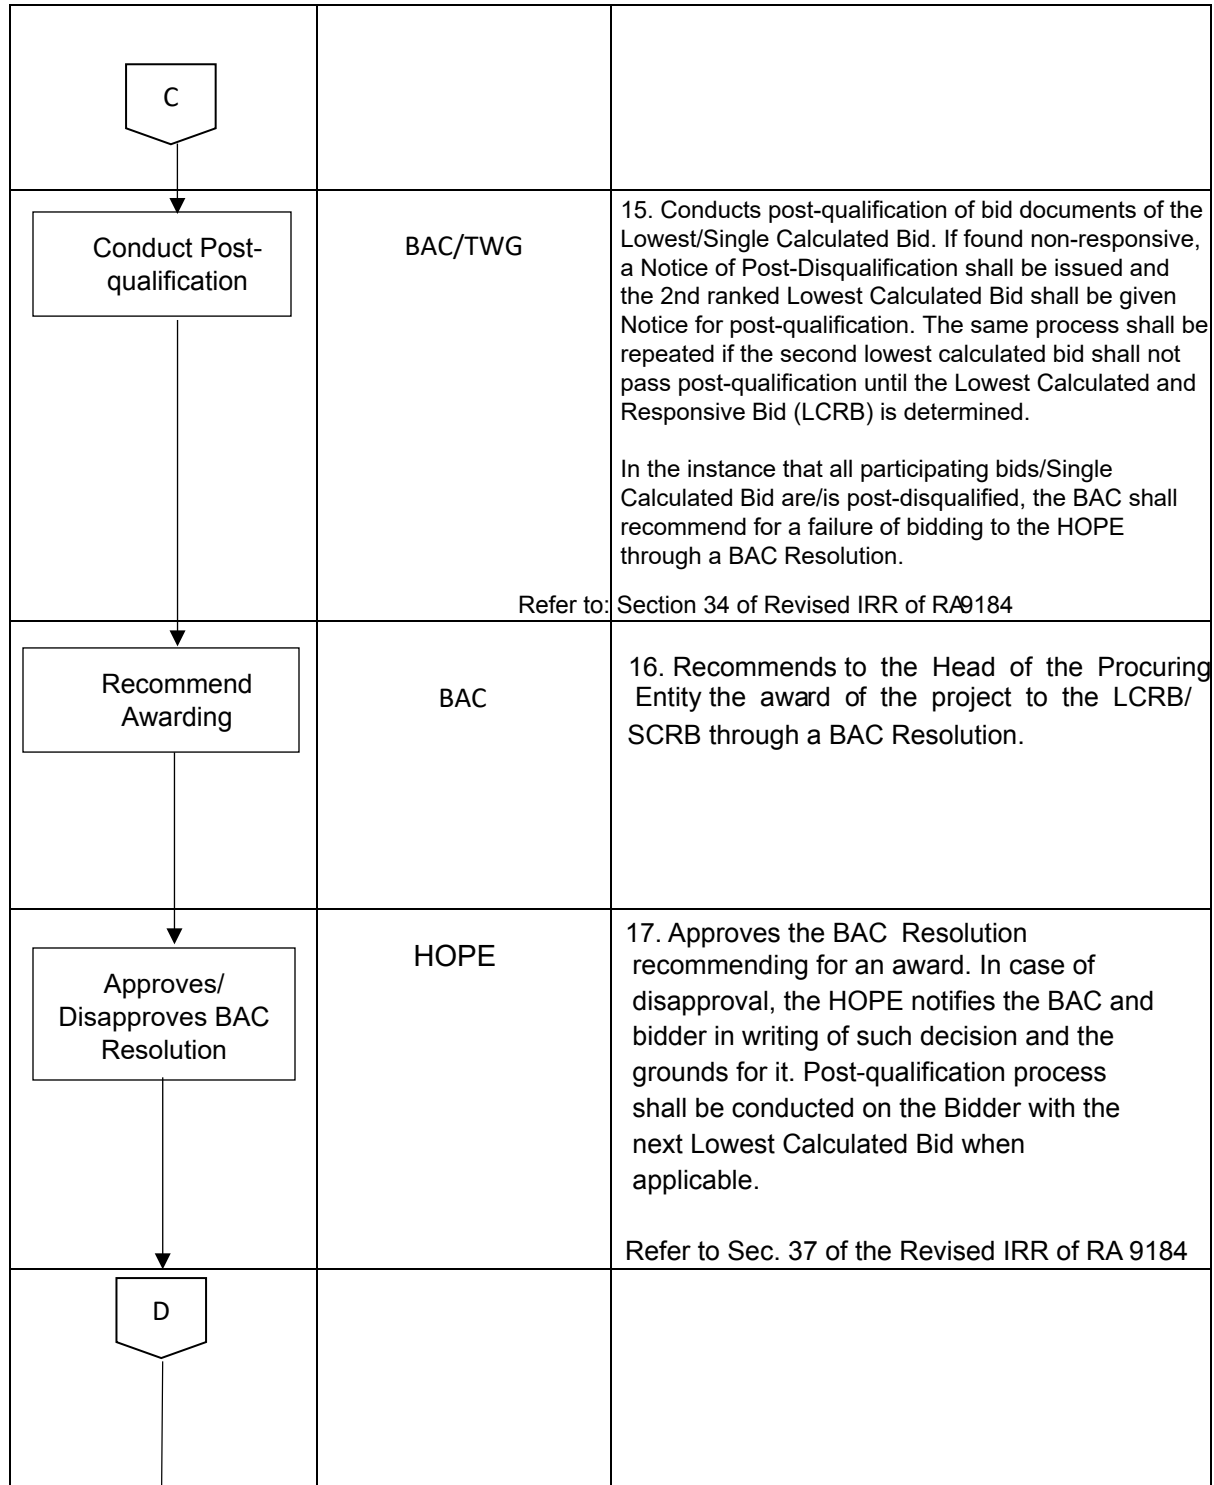 C
Conduct Post-
qualification
BAC/TWG
15. Conducts post-qualification of bid documents of the
Lowest/Single Calculated Bid. If found non-responsive,
a Notice of Post-Disqualification shall be issued and
the 2nd ranked Lowest Calculated Bid shall be given
Notice for post-qualification. The same process shall be
repeated if the second lowest calculated bid shall not
pass post-qualification until the Lowest Calculated and
Responsive Bid (LCRB) is determined.
In the instance that all participating bids/Single
Calculated Bid are/is post-disqualified, the BAC shall
recommend for a failure of bidding to the HOPE
through a BAC Resolution.
Refer to: Section 34 of Revised IRR of RA9184
Recommend
Awarding
BAC
16. Recommends to the Head of the Procuring
Entity the award of the project to the LCRB/
SCRB through a BAC Resolution.
Approves/
Disapproves BAC
Resolution
HOPE
17. Approves the BAC Resolution
recommending for an award. In case of
disapproval, the HOPE notifies the BAC and
bidder in writing of such decision and the
grounds for it. Post-qualification process
shall be conducted on the Bidder with the
next Lowest Calculated Bid when
applicable.
Refer to Sec. 37 of the Revised IRR of RA 9184
D